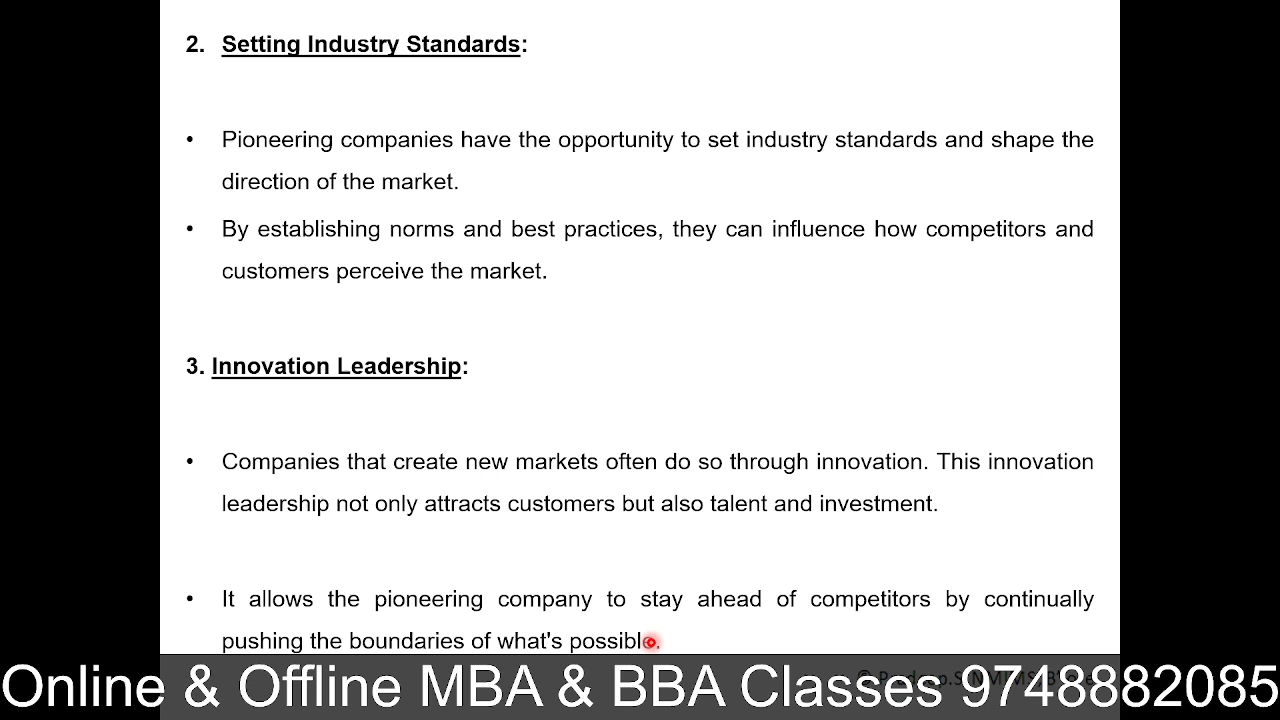 2. Setting Industry Standards:
• Pioneering companies have the opportunity to set industry standards and shape the
direction of the market.
• By establishing norms and best practices, they can influence how competitors and
customers perceive the market.
3. Innovation Leadership:
• Companies that create new markets often do so through innovation. This innovation
leadership not only attracts customers but also talent and investment.
• It allows the pioneering company to stay ahead of competitors by continually
pushing the boundaries of what's possible.
Online & Offline MBA & BBA Classes 9748882085